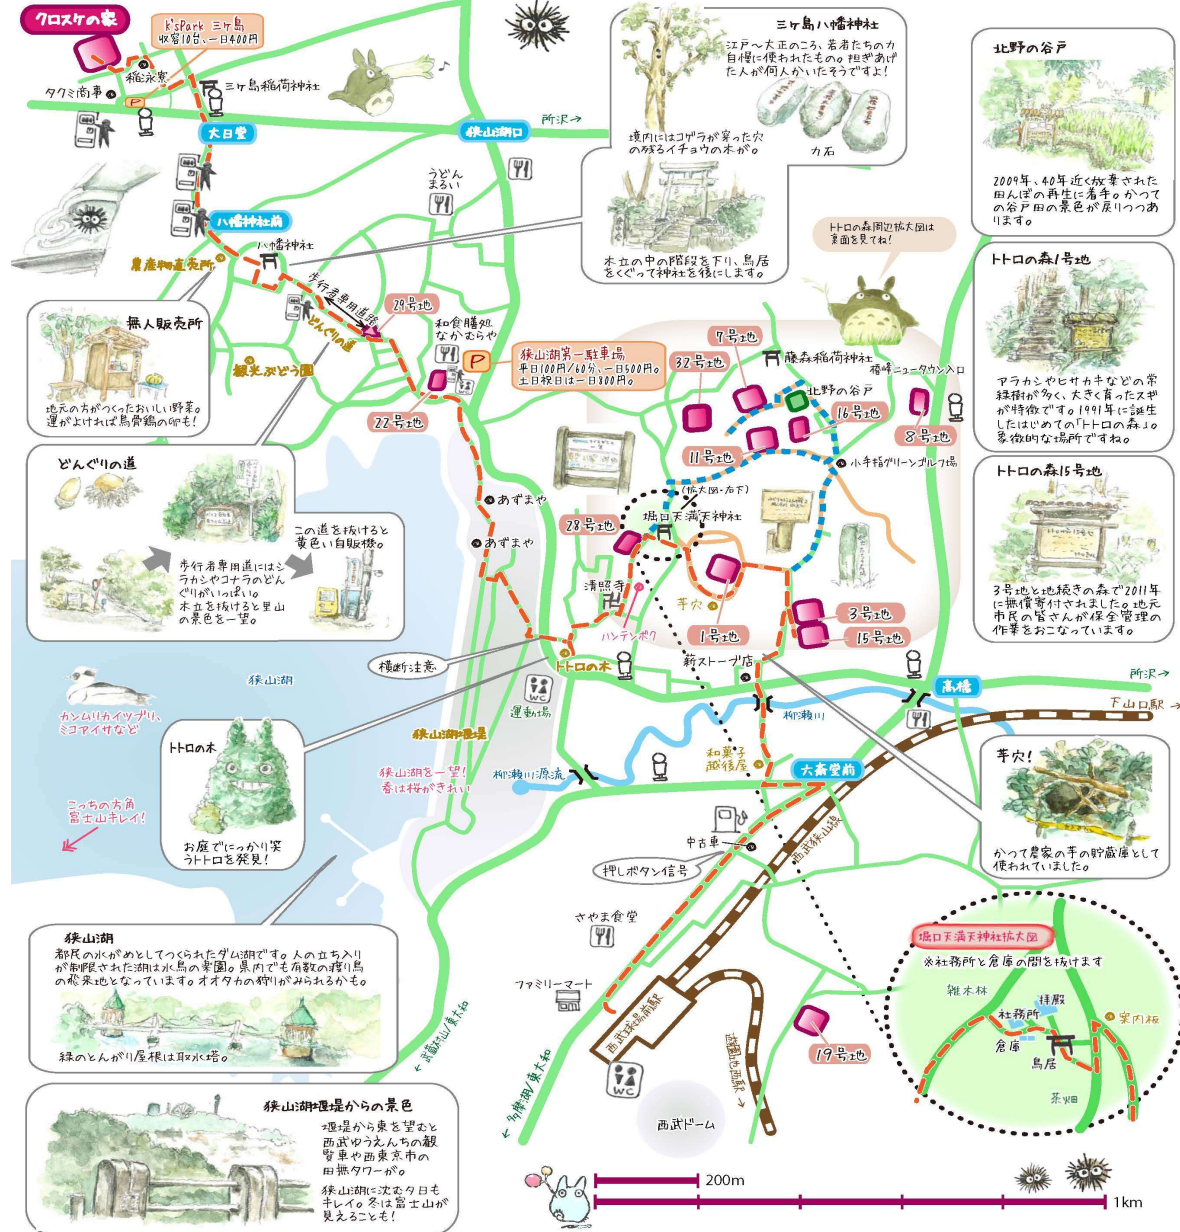 クロスケの家
K'sPark 三ヶ島
収容10台、一日400円
稲泳寮
タクミ商事
P
三ヶ島稲荷神社
大日堂
狭山湖口
所沢→
八幡神社前
八幡神社
農産物直売所
うどん
まるい
歩行者専用道路
どんぐりの道
29号地
観光ぶどう園
和食膳処
なかむらや
22号地
P
狭山湖第一駐車場
平日100円/60分、一日500円。
土日祝日は一日800円。
三ヶ島八幡神社
江戸〜大正のころ、若者たちの力
自慢に使われたもの。担ぎあげ
た人が何人かいたそうですよ!
境内にはコゲラが穿った穴
の残るイチョウの木が。
力石
木立の中の階段を下り、鳥居
をくぐって神社を後にします。
北野の谷戸
2009年、40年近く放棄された
田んぼの再生に着手。かつて
の谷戸田の景色が戻りつつあ
ります。
トトロの森周辺拡大図は
裏面を見てね!
トトロの森1号地
アラカシやヒサカキなどの常
緑樹が多く、大きく育ったスギ
が特徴です。1991年に誕生
したはじめての「トトロの森」。
象徴的な場所ですね。
トトロの森15号地
3号地と地続きの森で2011年
に無償寄付されました。地元
市民の皆さんが保全管理の
作業をおこなっています。
無人販売所
地元の方がつくったおいしい野菜。
運がよければ烏骨鶏の卵も!
どんぐりの道
この道を抜けると
黄色い自販機。
歩行者専用道にはシ
ラカシやコナラのどん
ぐりがいっぱい。
木立を抜けると里山
の景色を一望。
7号地
32号地
藤森稲荷神社
椿峰ニュータウン入口
北野の谷戸
16号地
11号地
8号地
小手指グリーンゴルフ場
(拡大図・右下)
堀口天満天神社
28号地
あずまや
あずまや
清照寺
ハンテンボク
芋穴
1号地
3号地
15号地
薪ストーブ店
横断注意
トトロの木
WC
運動場
狭山湖堰堤
狭山湖を一望!
春は桜がきれい
狭山湖
カンムリカイツブリ、
ミコアイサなど
こっちの方角
富士山キレイ!
トトロの木
お庭でにっかり笑
うトトロを発見!
柳瀬川
柳瀬川源流
高橋
所沢→
下山口駅→
和菓子
越後屋
大斎堂前
西武狭山線
中古車
押しボタン信号
さやま食堂
ファミリーマート
西武球場前駅
WC
遊園地西駅→
西武ドーム
19号地
←武蔵村山/東大和
←多摩湖/東大和
芋穴!
かつて農家の芋の貯蔵庫として
使われていました。
堀口天満天神社拡大図
※社務所と倉庫の間を抜けます
雑木林
拝殿
社務所
倉庫
鳥居
案内板
茶畑
狭山湖
都民の水がめとしてつくられたダム湖です。人の立ち入り
が制限された湖は水鳥の楽園。県内でも有数の渡り鳥
の飛来地となっています。オオタカの狩りがみられるかも。
緑のとんがり屋根は取水塔。
狭山湖堰堤からの景色
堰堤から東を望むと
西武ゆうえんちの観
覧車や西東京市の
田無タワーが。
狭山湖に沈む夕日も
キレイ。冬は富士山が
見えることも!
200m
1km